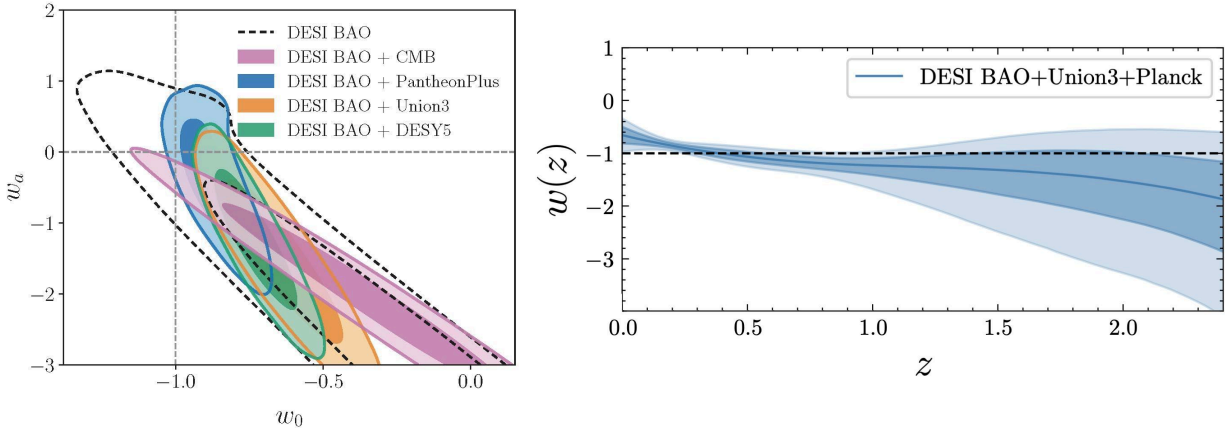 2
1
0
−1
−2
−3
w_a
DESI BAO
DESI BAO + CMB
DESI BAO + PantheonPlus
DESI BAO + Union3
DESI BAO + DESY5
−1.0
−0.5
0.0
w_0
1
0
−1
−2
−3
w(z)
DESI BAO+Union3+Planck
0.0
0.5
1.0
1.5
2.0
z